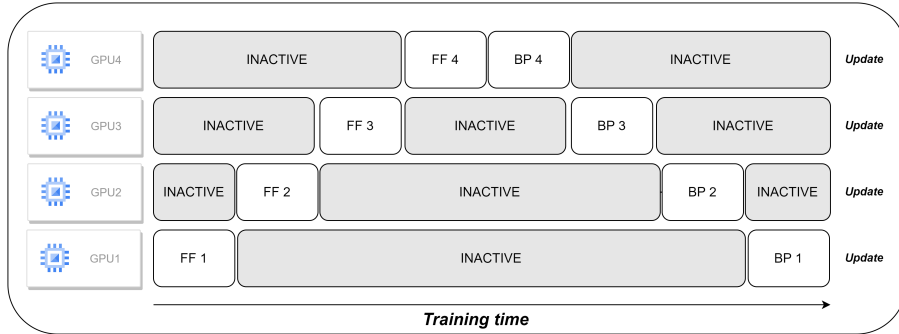 GPU4 INACTIVE FF 4 BP 4 INACTIVE Update
GPU3 INACTIVE FF 3 INACTIVE BP 3 INACTIVE Update
GPU2 INACTIVE FF 2 INACTIVE BP 2 INACTIVE Update
GPU1 FF 1 INACTIVE BP 1 Update
Training time